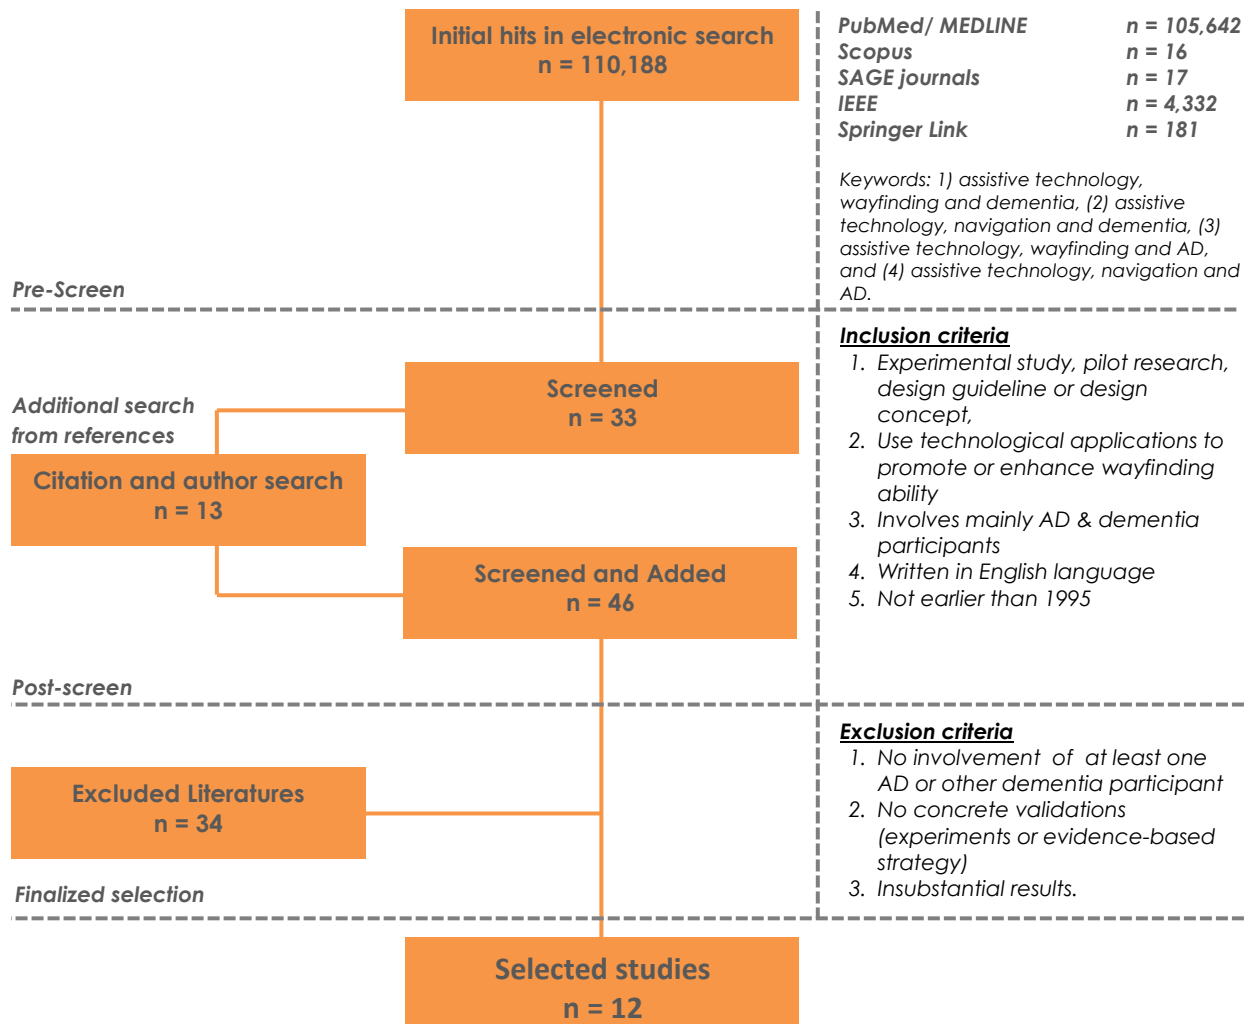 Initial hits in electronic search
n = 110,188
PubMed/ MEDLINE n = 105,642
Scopus n = 16
SAGE journals n = 17
IEEE n = 4,332
Springer Link n = 181
Keywords: 1) assistive technology,
wayfinding and dementia, (2) assistive
technology, navigation and dementia, (3)
assistive technology, wayfinding and AD,
and (4) assistive technology, navigation and
AD.
Pre-Screen
Screened
n = 33
Additional search
from references
Citation and author search
n = 13
Screened and Added
n = 46
Inclusion criteria
1. Experimental study, pilot research,
design guideline or design
concept,
2. Use technological applications to
promote or enhance wayfinding
ability
3. Involves mainly AD & dementia
participants
4. Written in English language
5. Not earlier than 1995
Post-screen
Excluded Literatures
n = 34
Exclusion criteria
1. No involvement of at least one
AD or other dementia participant
2. No concrete validations
(experiments or evidence-based
strategy)
3. Insubstantial results.
Finalized selection
Selected studies
n = 12